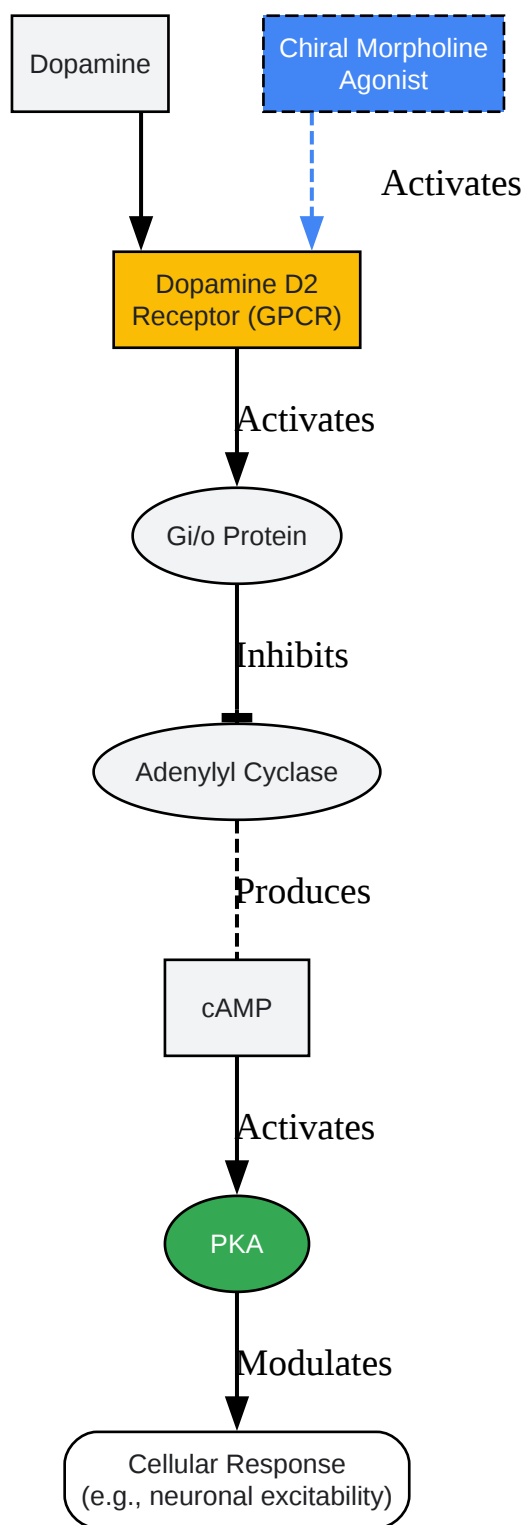 Dopamine
Chiral Morpholine
Agonist
Activates
Dopamine D2
Receptor (GPCR)
Activates
Gi/o Protein
Inhibits
Adenylyl Cyclase
Produces
cAMP
Activates
PKA
Modulates
Cellular Response
(e.g., neuronal excitability)